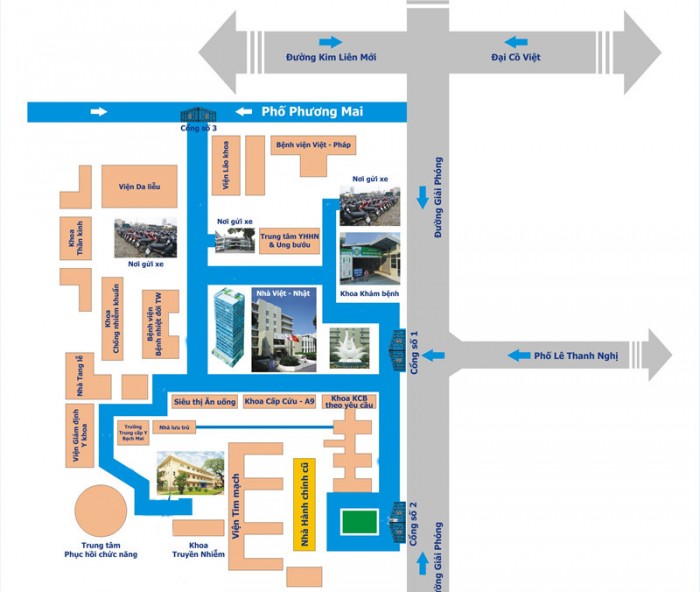 Đường Kim Liên Mới
Đại Cồ Việt
Phố Phương Mai
Cổng số 3
Viện Lão khoa
Bệnh viện Việt - Pháp
Viện Da liễu
Nơi gửi xe
Nơi gửi xe
Đường Giải Phóng
Khoa
Thần kinh
Trung tâm YHHN
& Ung bướu
Nơi gửi xe
Khoa Khám bệnh
Nhà Việt - Nhật
Khoa
Chống nhiễm khuẩn
Bệnh viện
Bệnh nhiệt đới TW
Cổng số 1
Phố Lê Thanh Nghị
Nhà Tang lễ
Siêu thị Ăn uống
Khoa Cấp Cứu - A9
Khoa KCB
theo yêu cầu
Viện Giám định
Y khoa
Trường
Trung cấp Y
Bạch Mai
Nhà lưu trú
Viện Tim mạch
Nhà Hành chính cũ
Cổng số 2
Trung tâm
Phục hồi chức năng
Khoa
Truyền Nhiễm
Đường Giải Phóng